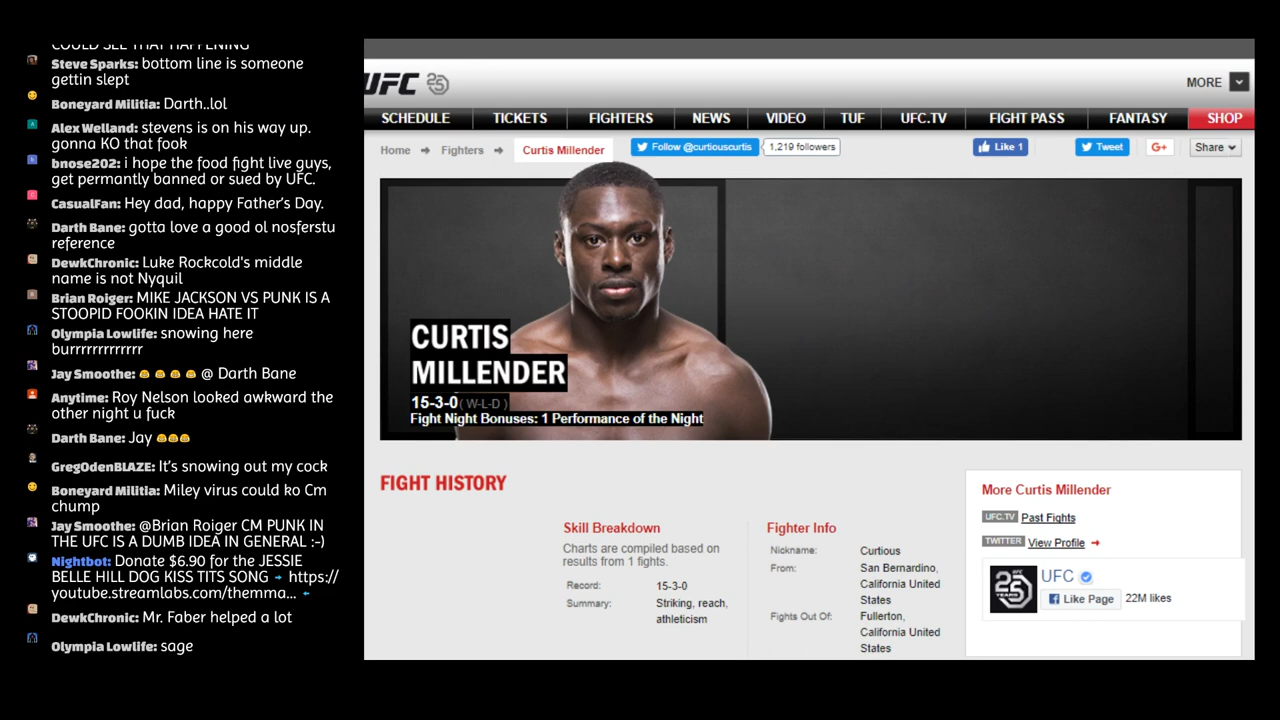 COULD SEE THAT HAPPENING
Steve Sparks: bottom line is someone
gettin slept
Boneyard Militia: Darth..lol
Alex Welland: stevens is on his way up.
gonna KO that fook
bnose202: i hope the food fight live guys,
get permantly banned or sued by UFC.
CasualFan: Hey dad, happy Father's Day.
Darth Bane: gotta love a good ol nosferstu
reference
DewkChronic: Luke Rockcold's middle
name is not Nyquil
Brian Roiger: MIKE JACKSON VS PUNK IS A
STOOPID FOOKIN IDEA HATE IT
Olympia Lowlife: snowing here
burrrrrrrrrrrrr
Jay Smoothe: @ Darth Bane
Anytime: Roy Nelson looked awkward the
other night u fuck
Darth Bane: Jay
GregOdenBLAZE: It's snowing out my cock
Boneyard Militia: Miley virus could ko Cm
chump
Jay Smoothe: @Brian Roiger CM PUNK IN
THE UFC IS A DUMB IDEA IN GENERAL :-)
Nightbot: Donate $6.90 for the JESSIE
BELLE HILL DOG KISS TITS SONG → https://
youtube.streamlabs.com/themma... ←
DewkChronic: Mr. Faber helped a lot
Olympia Lowlife: sage
UFC 25
MORE
SCHEDULE TICKETS FIGHTERS NEWS VIDEO TUF UFC.TV FIGHT PASS FANTASY SHOP
Home → Fighters → Curtis Millender
Follow @curtiouscurtis 1,219 followers
Like 1
Tweet
G+
Share
CURTIS
MILLENDER
15-3-0 ( W-L-D )
Fight Night Bonuses: 1 Performance of the Night
FIGHT HISTORY
Skill Breakdown
Charts are compiled based on
results from 1 fights.
Record: 15-3-0
Summary: Striking, reach,
athleticism
Fighter Info
Nickname: Curtious
From: San Bernardino,
California United
States
Fights Out Of: Fullerton,
California United
States
More Curtis Millender
UFC.TV Past Fights
TWITTER View Profile →
UFC
25
YEARS
UFC
Like Page 22M likes